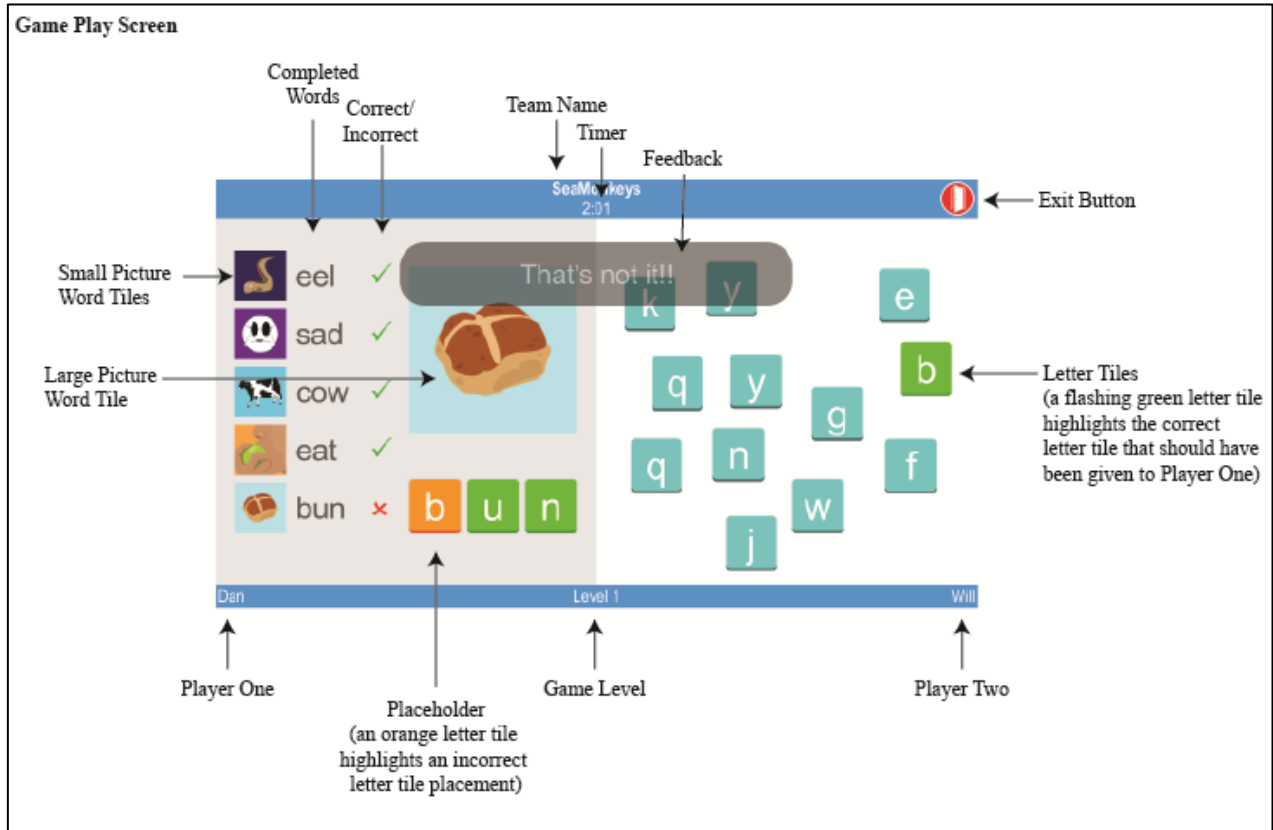 Game Play Screen
Completed
Words
Correct/
Incorrect
Team Name
Timer
Feedback
SeaMonkeys
2:01
Exit Button
Small Picture
Word Tiles
eel
That's not it!!
k
y
e
sad
Large Picture
Word Tile
cow
q
y
b
Letter Tiles
(a flashing green letter tile
highlights the correct
letter tile that should have
been given to Player One)
g
eat
q
n
f
bun
b u n
w
j
Dan
Level 1
Will
Player One
Game Level
Player Two
Placeholder
(an orange letter tile
highlights an incorrect
letter tile placement)